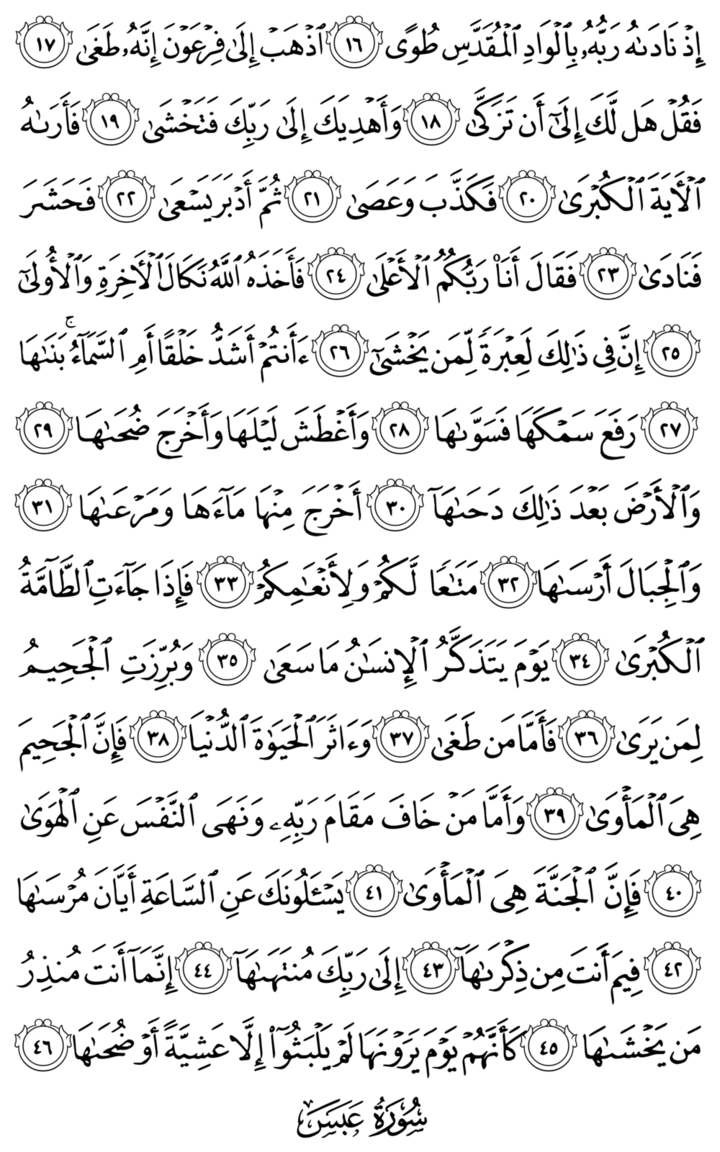 إِذۡ نَادَىٰهُ رَبُّهُۥ بِٱلۡوَادِ ٱلۡمُقَدَّسِ طُوًى ١٦ ٱذۡهَبۡ إِلَىٰ فِرۡعَوۡنَ إِنَّهُۥ طَغَىٰ ١٧
فَقُلۡ هَل لَّكَ إِلَىٰٓ أَن تَزَكَّىٰ ١٨ وَأَهۡدِيَكَ إِلَىٰ رَبِّكَ فَتَخۡشَىٰ ١٩ فَأَرَىٰهُ
ٱلۡأٓيَةَ ٱلۡكُبۡرَىٰ ٢٠ فَكَذَّبَ وَعَصَىٰ ٢١ ثُمَّ أَدۡبَرَ يَسۡعَىٰ ٢٢ فَحَشَرَ
فَنَادَىٰ ٢٣ فَقَالَ أَنَا۠ رَبُّكُمُ ٱلۡأَعۡلَىٰ ٢٤ فَأَخَذَهُ ٱللَّهُ نَكَالَ ٱلۡأٓخِرَةِ وَٱلۡأُولَىٰٓ
٢٥ إِنَّ فِي ذَٰلِكَ لَعِبۡرَةٗ لِّمَن يَخۡشَىٰٓ ٢٦ ءَأَنتُمۡ أَشَدُّ خَلۡقًا أَمِ ٱلسَّمَآءُۚ بَنَىٰهَا
٢٧ رَفَعَ سَمۡكَهَا فَسَوَّىٰهَا ٢٨ وَأَغۡطَشَ لَيۡلَهَا وَأَخۡرَجَ ضُحَىٰهَا ٢٩
وَٱلۡأَرۡضَ بَعۡدَ ذَٰلِكَ دَحَىٰهَآ ٣٠ أَخۡرَجَ مِنۡهَا مَآءَهَا وَمَرۡعَىٰهَا ٣١
وَٱلۡجِبَالَ أَرۡسَىٰهَا ٣٢ مَتَٰعٗا لَّكُمۡ وَلِأَنۡعَٰمِكُمۡ ٣٣ فَإِذَا جَآءَتِ ٱلطَّآمَّةُ
ٱلۡكُبۡرَىٰ ٣٤ يَوۡمَ يَتَذَكَّرُ ٱلۡإِنسَٰنُ مَا سَعَىٰ ٣٥ وَبُرِّزَتِ ٱلۡجَحِيمُ
لِمَن يَرَىٰ ٣٦ فَأَمَّا مَن طَغَىٰ ٣٧ وَءَاثَرَ ٱلۡحَيَوٰةَ ٱلدُّنۡيَا ٣٨ فَإِنَّ ٱلۡجَحِيمَ
هِيَ ٱلۡمَأۡوَىٰ ٣٩ وَأَمَّا مَنۡ خَافَ مَقَامَ رَبِّهِۦ وَنَهَى ٱلنَّفۡسَ عَنِ ٱلۡهَوَىٰ
٤٠ فَإِنَّ ٱلۡجَنَّةَ هِيَ ٱلۡمَأۡوَىٰ ٤١ يَسۡـَٔلُونَكَ عَنِ ٱلسَّاعَةِ أَيَّانَ مُرۡسَىٰهَا
٤٢ فِيمَ أَنتَ مِن ذِكۡرَىٰهَآ ٤٣ إِلَىٰ رَبِّكَ مُنتَهَىٰهَآ ٤٤ إِنَّمَآ أَنتَ مُنذِرُ
مَن يَخۡشَىٰهَا ٤٥ كَأَنَّهُمۡ يَوۡمَ يَرَوۡنَهَا لَمۡ يَلۡبَثُوٓاْ إِلَّا عَشِيَّةً أَوۡ ضُحَىٰهَا ٤٦
سُورَةُ عَبَسَ